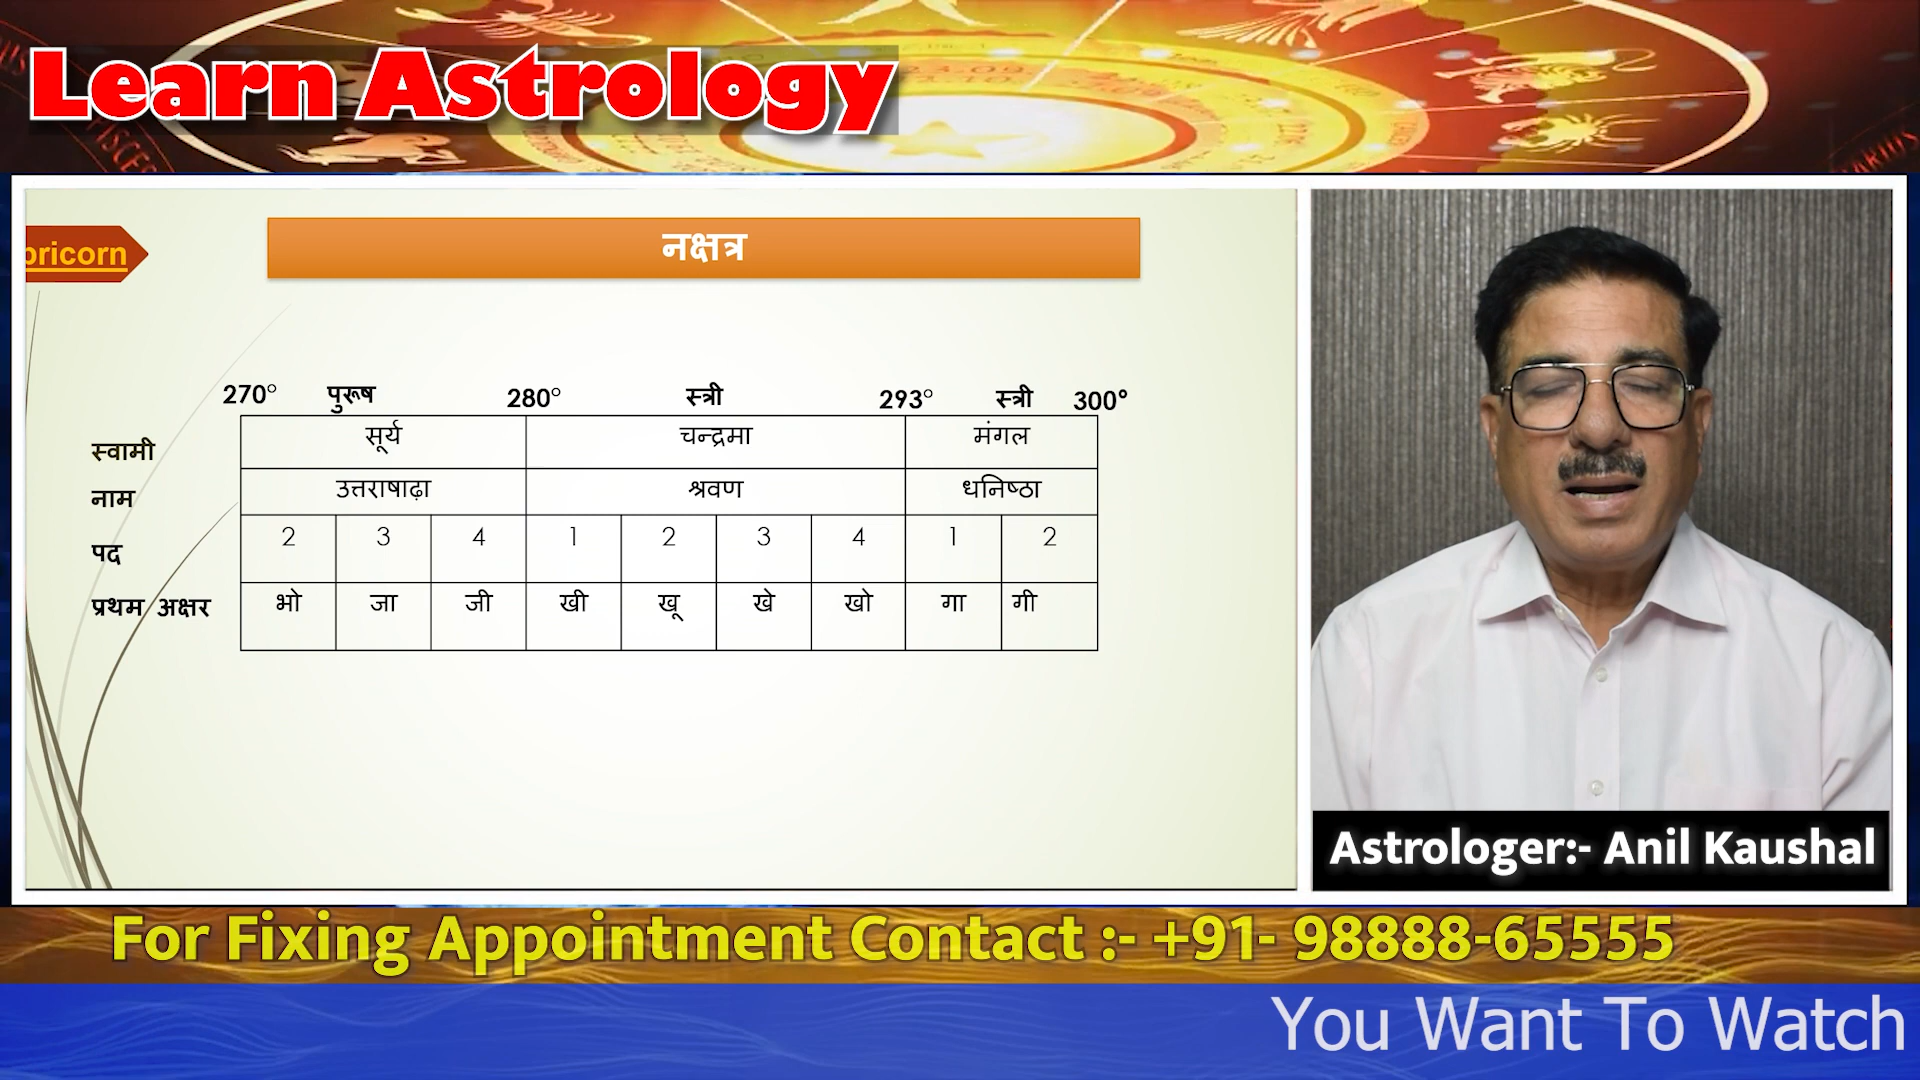 Learn Astrology
pricorn
नक्षत्र
270° पुरूष 280° स्त्री 293° स्त्री 300°
स्वामी सूर्य चन्द्रमा मंगल
नाम उत्तराषाढ़ा श्रवण धनिष्ठा
पद 2 3 4 1 2 3 4 1 2
प्रथम अक्षर भो जा जी खी खू खे खो गा गी
Astrologer:- Anil Kaushal
For Fixing Appointment Contact :- +91- 98888-65555
You Want To Watch